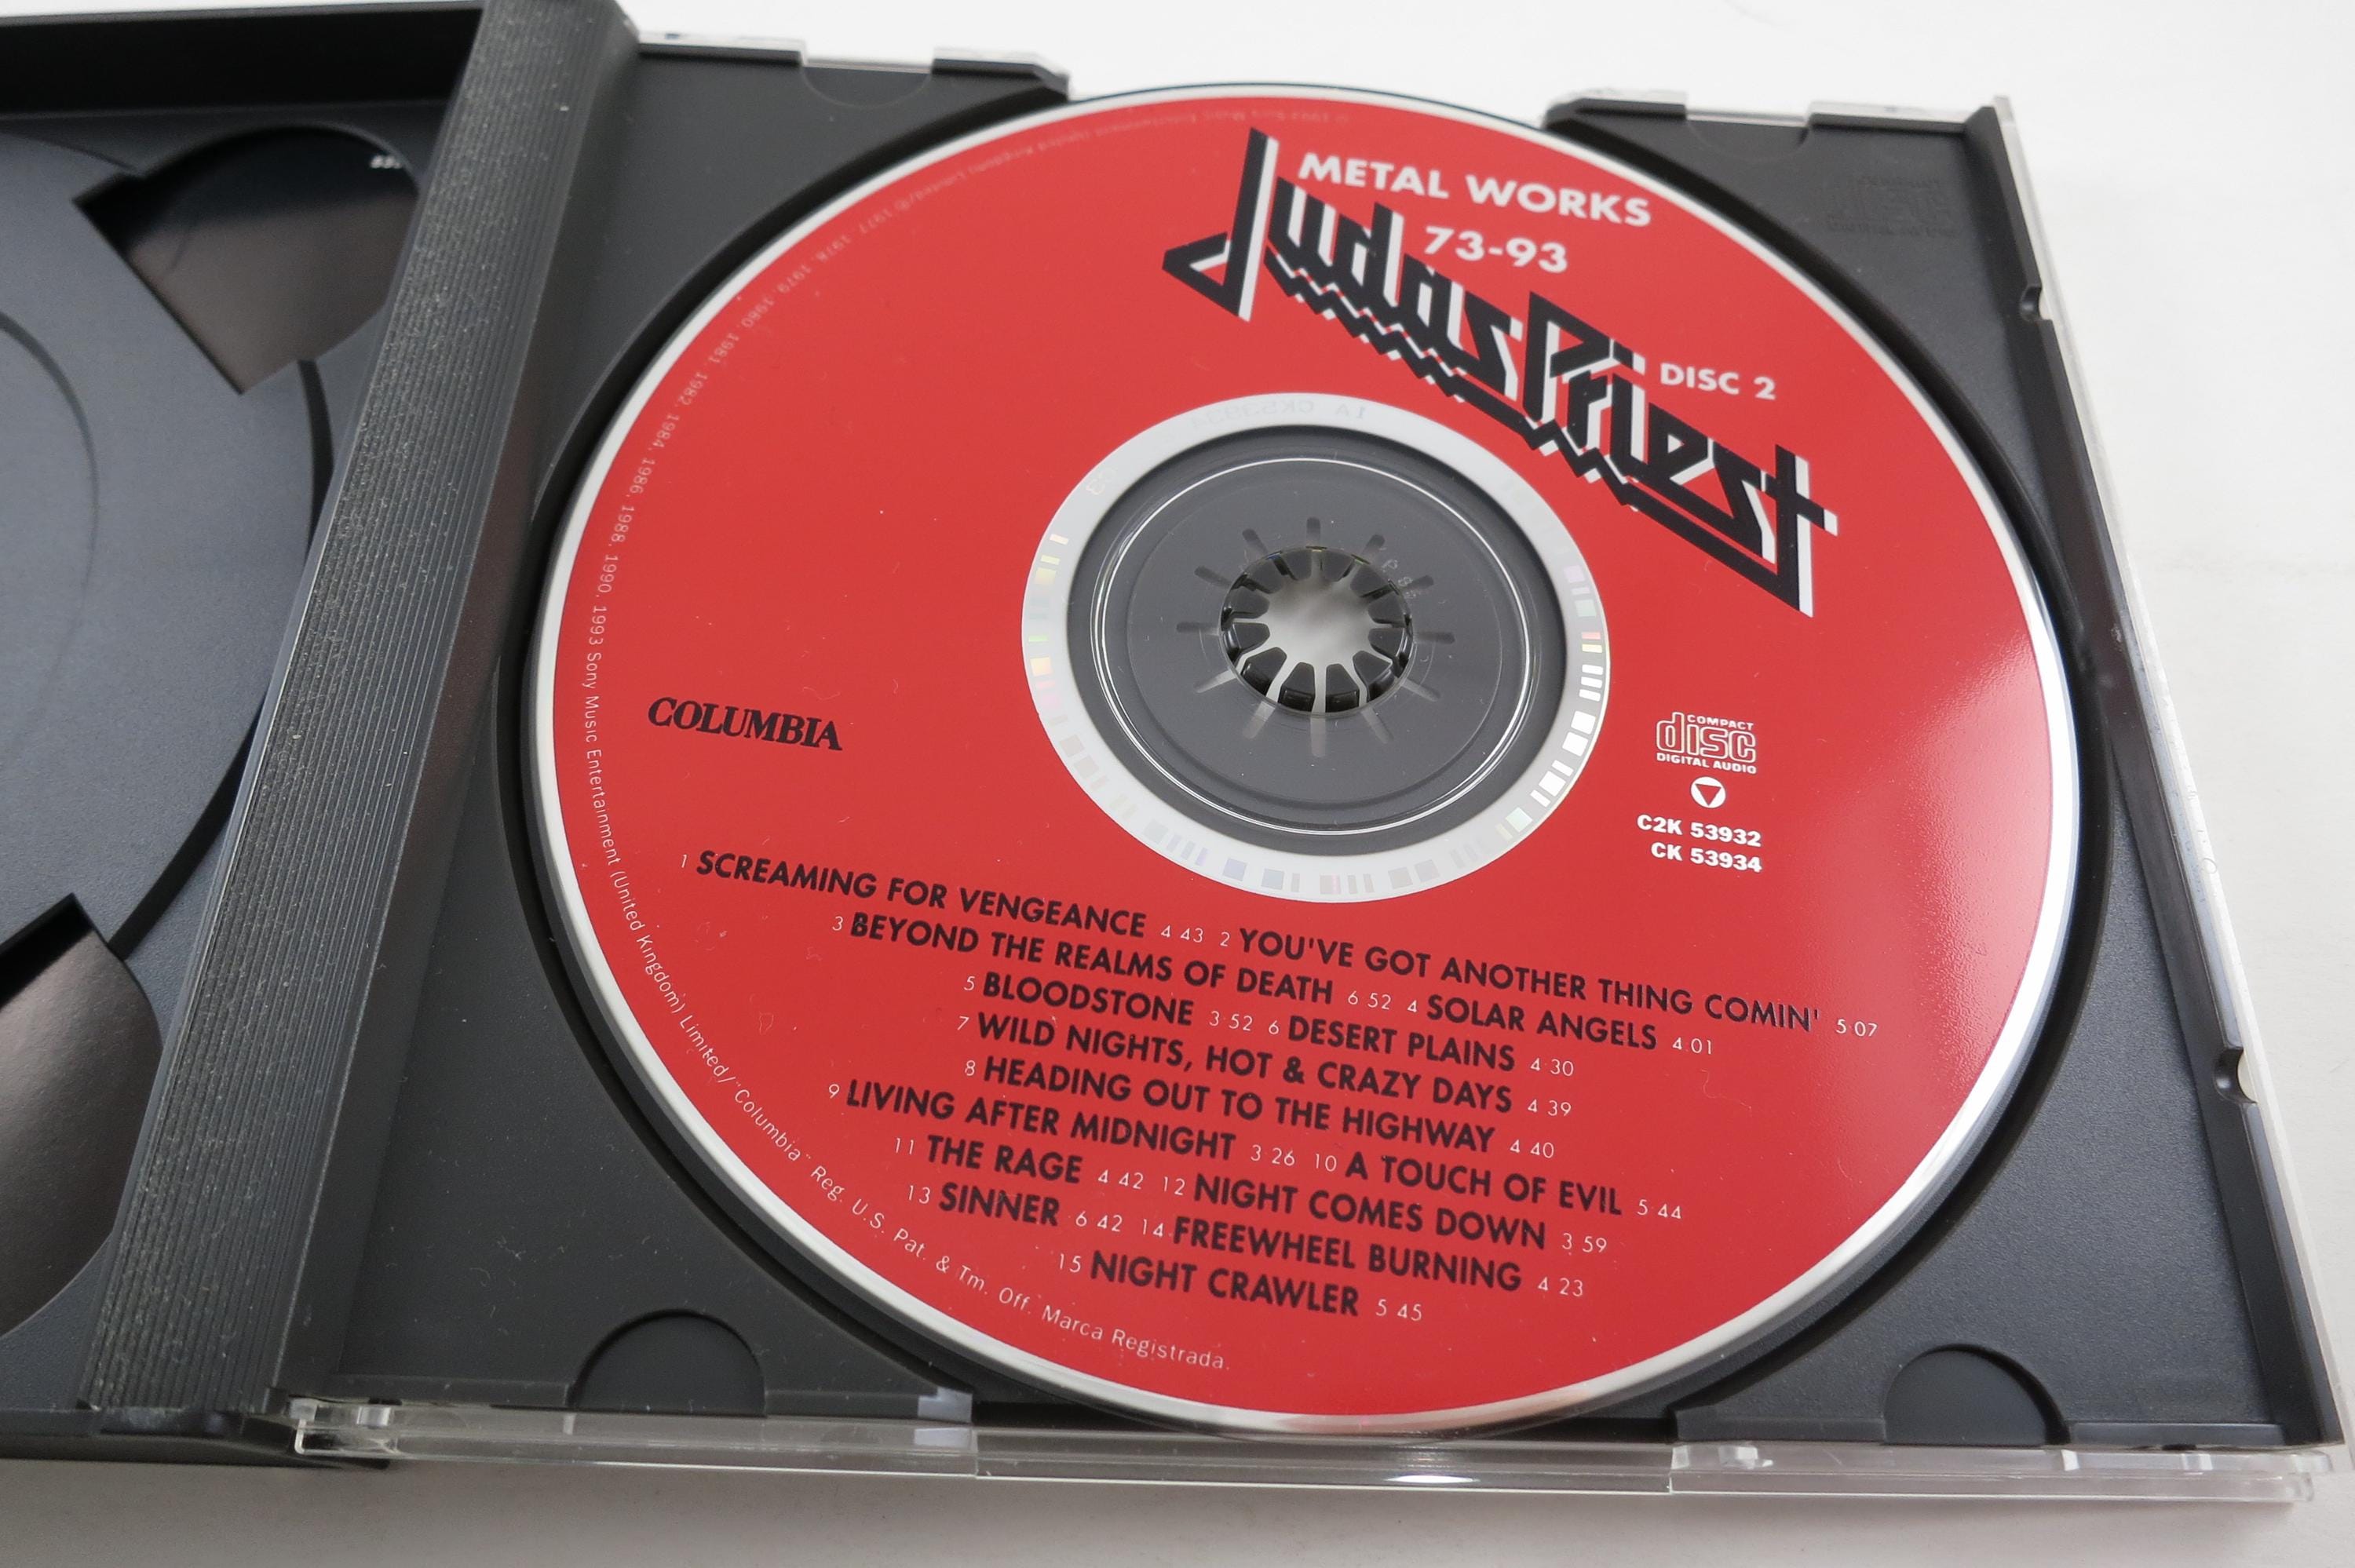 METAL WORKS
73-93
Judas Priest
DISC 2
COLUMBIA
COMPACT
disc
DIGITAL AUDIO
C2K 53932
CK 53934
1 SCREAMING FOR VENGEANCE 4 43 2 YOU'VE GOT ANOTHER THING COMIN' 5 07
3 BEYOND THE REALMS OF DEATH 6 52 4 SOLAR ANGELS 4 01
5 BLOODSTONE 3 52 6 DESERT PLAINS 4 30
7 WILD NIGHTS, HOT & CRAZY DAYS 4 39
8 HEADING OUT TO THE HIGHWAY 4 40
9 LIVING AFTER MIDNIGHT 3 26 10 A TOUCH OF EVIL 5 44
11 THE RAGE 4 42 12 NIGHT COMES DOWN 3 59
13 SINNER 6 42 14 FREEWHEEL BURNING 4 23
15 NIGHT CRAWLER 5 45
1977, 1978, 1979, 1980, 1981, 1982, 1984, 1986, 1988, 1990, 1993 Sony Music Entertainment (United Kingdom) Limited/"Columbia" Reg. U.S. Pat. & Tm. Off. Marca Registrada.